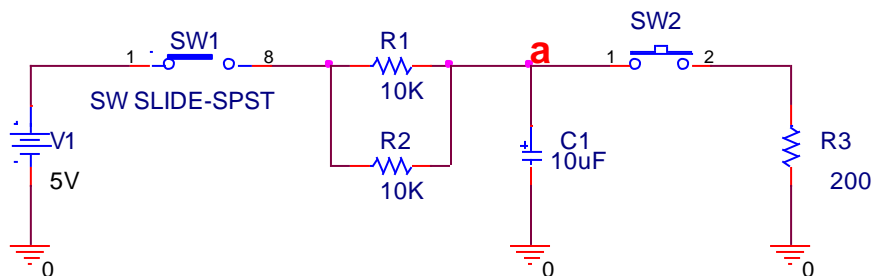 SW1
1
8
SW SLIDE-SPST
R1
10K
R2
10K
a
SW2
1
2
V1
5V
C1
10uF
R3
200
0
0
0